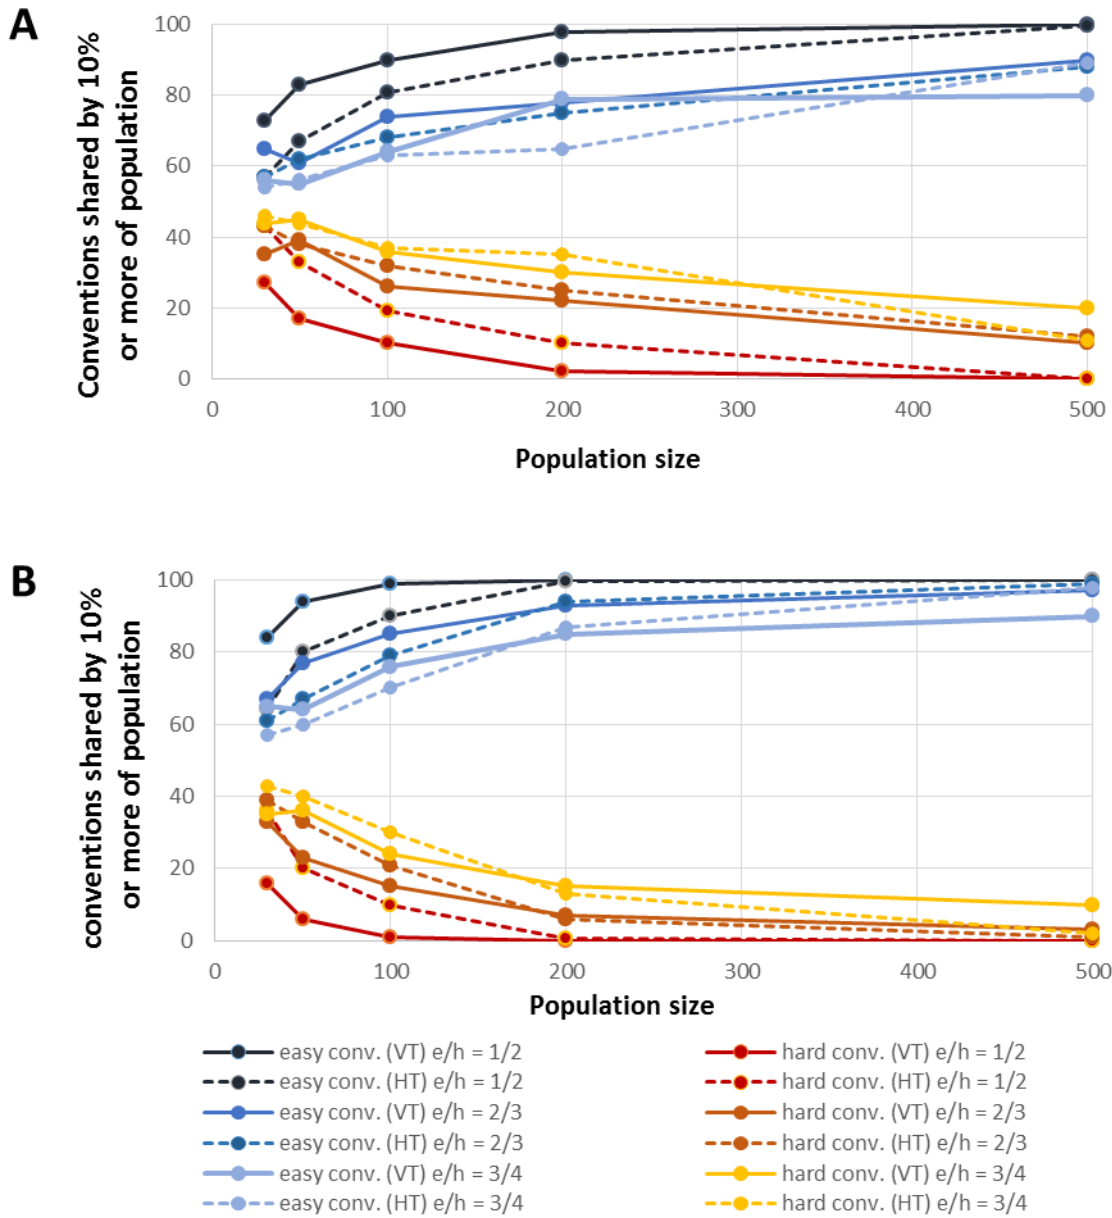 A
Conventions shared by 10%
or more of population
100
80
60
40
20
0
0 100 200 300 400 500
Population size
B
conventions shared by 10%
or more of population
100
80
60
40
20
0
0 100 200 300 400 500
Population size
easy conv. (VT) e/h = 1/2 hard conv. (VT) e/h = 1/2
easy conv. (HT) e/h = 1/2 hard conv. (HT) e/h = 1/2
easy conv. (VT) e/h = 2/3 hard conv. (VT) e/h = 2/3
easy conv. (HT) e/h = 2/3 hard conv. (HT) e/h = 2/3
easy conv. (VT) e/h = 3/4 hard conv. (VT) e/h = 3/4
easy conv. (HT) e/h = 3/4 hard conv. (HT) e/h = 3/4